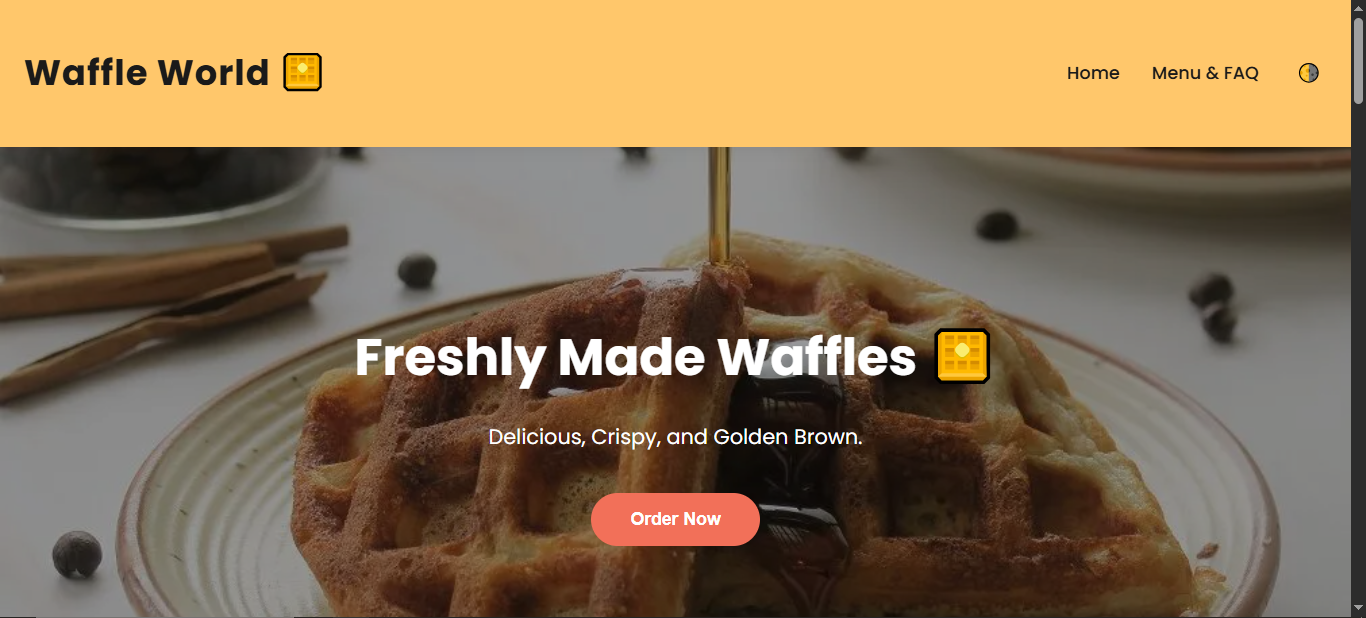 Waffle World 🧇
Home
Menu & FAQ
Freshly Made Waffles 🧇
Delicious, Crispy, and Golden Brown.
Order Now